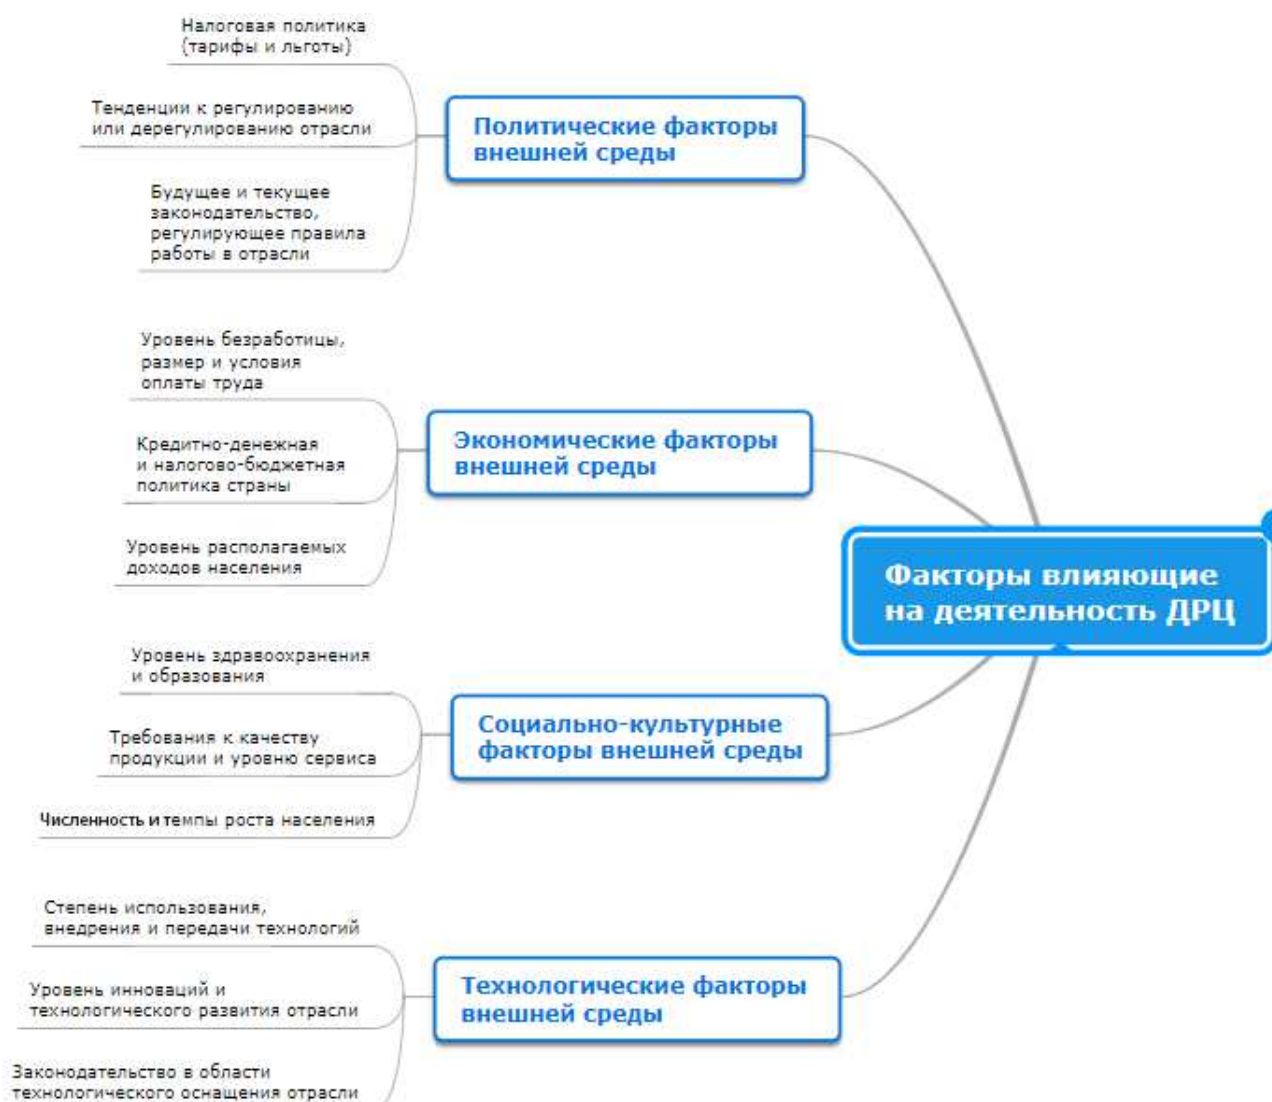 Налоговая политика
(тарифы и льготы)
Тенденции к регулированию
или дерегулированию отрасли
Будущее и текущее
законодательство,
регулирующее правила
работы в отрасли
Политические факторы
внешней среды
Уровень безработицы,
размер и условия
оплаты труда
Кредитно-денежная
и налогово-бюджетная
политика страны
Уровень располагаемых
доходов населения
Экономические факторы
внешней среды
Факторы влияющие
на деятельность ДРЦ
Уровень здравоохранения
и образования
Требования к качеству
продукции и уровню сервиса
Численность и темпы роста населения
Социально-культурные
факторы внешней среды
Степень использования,
внедрения и передачи технологий
Уровень инноваций и
технологического развития отрасли
Законодательство в области
технологического оснащения отрасли
Технологические факторы
внешней среды